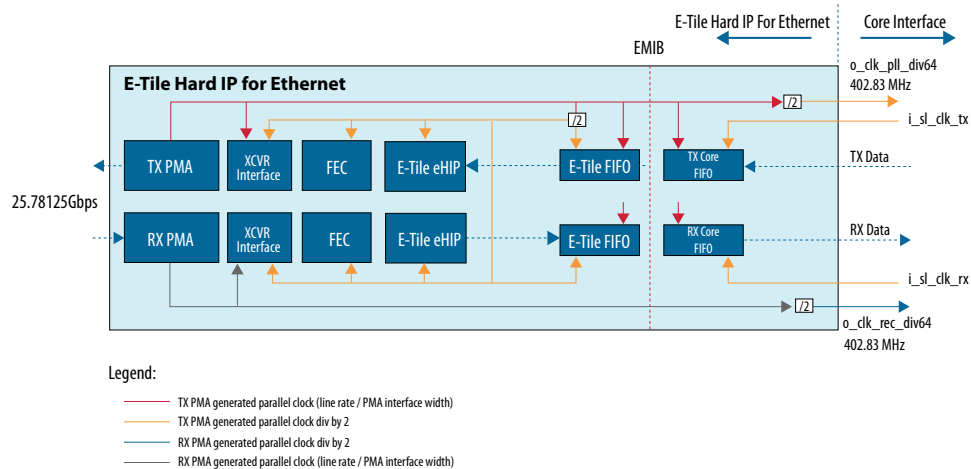 E-Tile Hard IP For Ethernet
Core Interface
EMIB
o_clk_pll_div64
402.83 MHz
E-Tile Hard IP for Ethernet
/2
/2
i_sl_clk_tx
TX PMA
XCVR
Interface
FEC
E-Tile eHIP
E-Tile FIFO
TX Core
FIFO
TX Data
25.78125Gbps
RX PMA
XCVR
Interface
FEC
E-Tile eHIP
E-Tile FIFO
RX Core
FIFO
RX Data
i_sl_clk_rx
/2
o_clk_rec_div64
402.83 MHz
Legend:
TX PMA generated parallel clock (line rate / PMA interface width)
TX PMA generated parallel clock div by 2
RX PMA generated parallel clock div by 2
RX PMA generated parallel clock (line rate / PMA interface width)